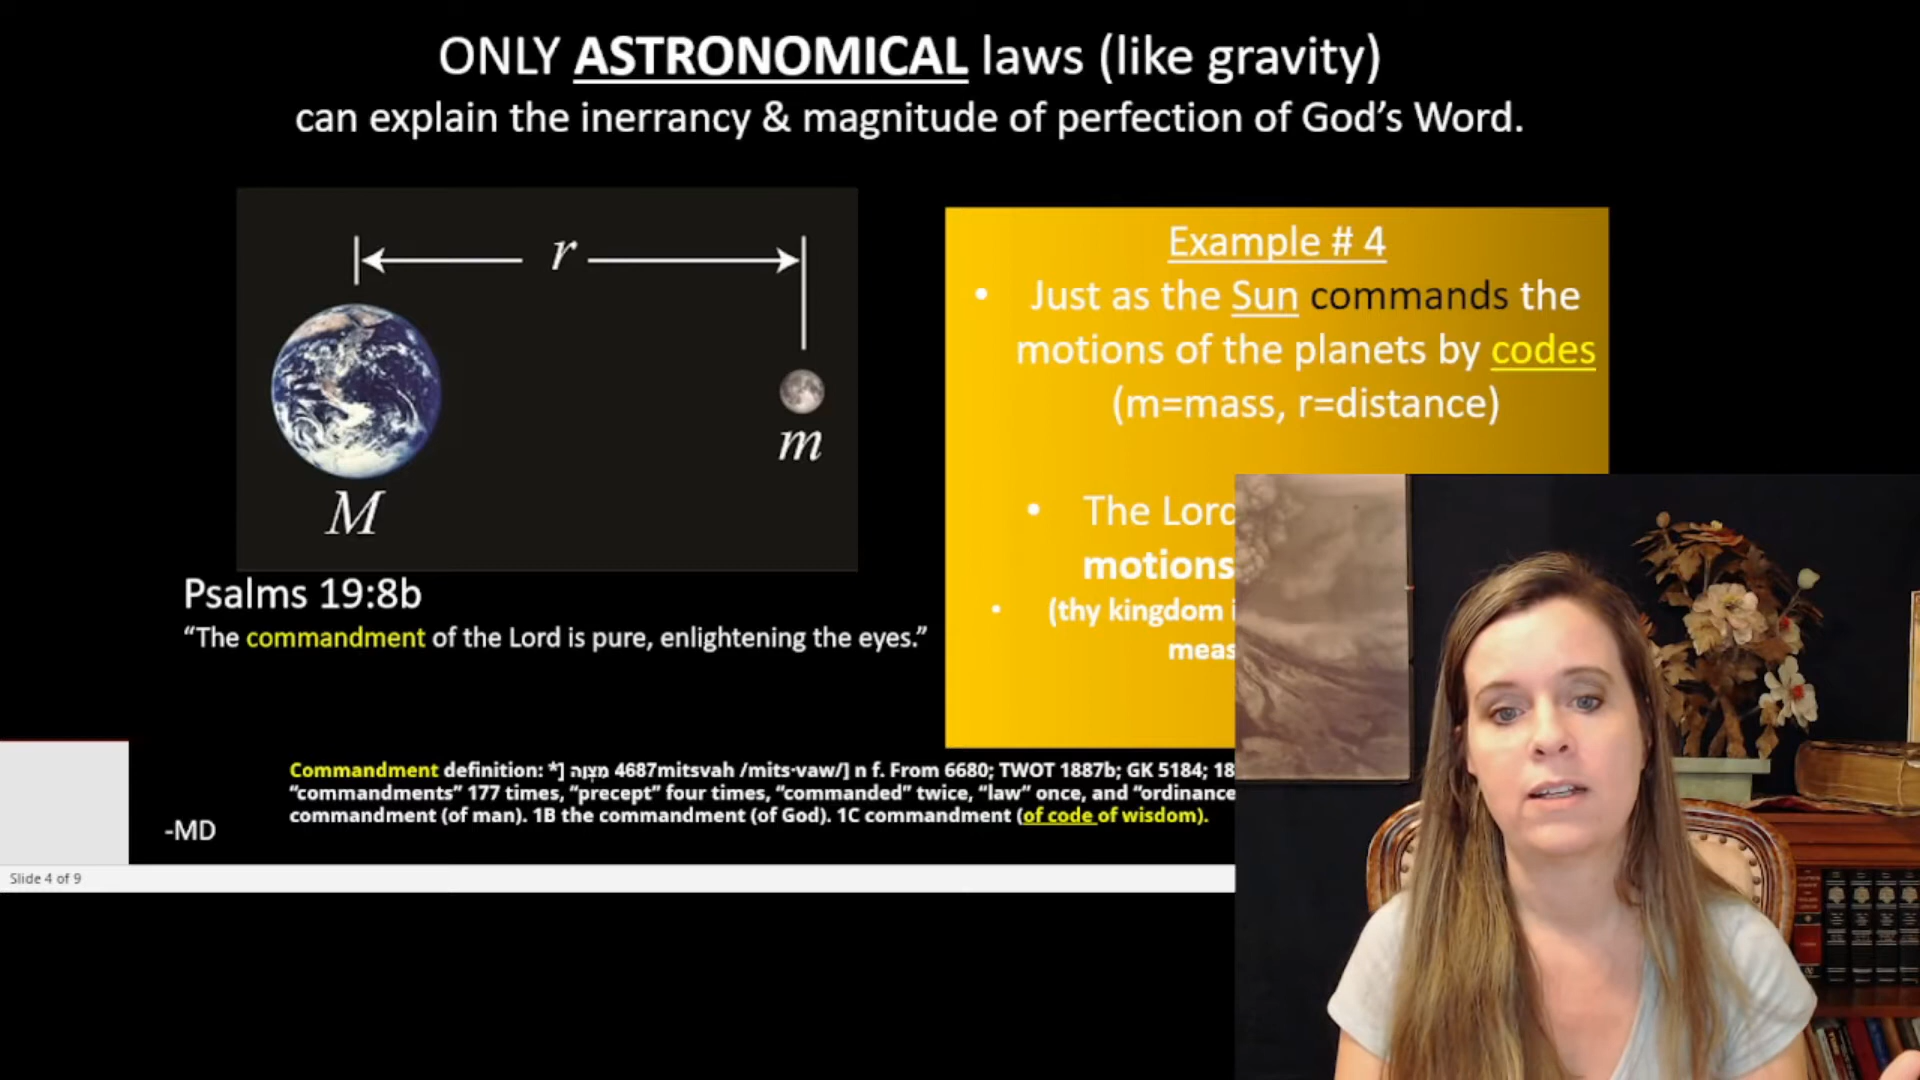 ONLY ASTRONOMICAL laws (like gravity)
can explain the inerrancy & magnitude of perfection of God's Word.
r
M
m
Psalms 19:8b
“The commandment of the Lord is pure, enlightening the eyes.”
Example # 4
• Just as the Sun commands the
motions of the planets by codes
(m=mass, r=distance)
• The Lord
motions
• (thy kingdom
Commandment definition: *[ מִצְוָה 4687mitsvah /mits·vaw/] n f. From 6680; TWOT 1887b; GK 5184; 18
“commandments” 177 times, “precept” four times, “commanded” twice, “law” once, and “ordinance
commandment (of man). 1B the commandment (of God). 1C commandment (of code of wisdom).
-MD
Slide 4 of 9